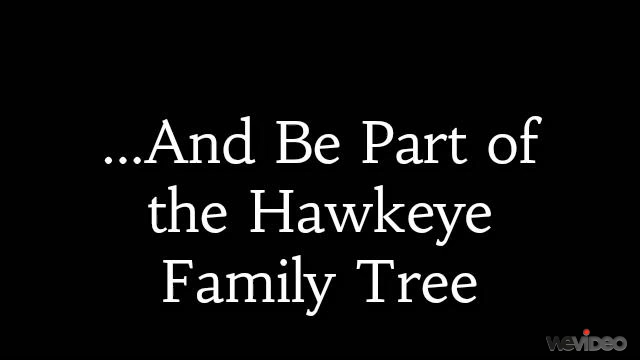 ...And Be Part of
the Hawkeye
Family Tree
WEVIDEO